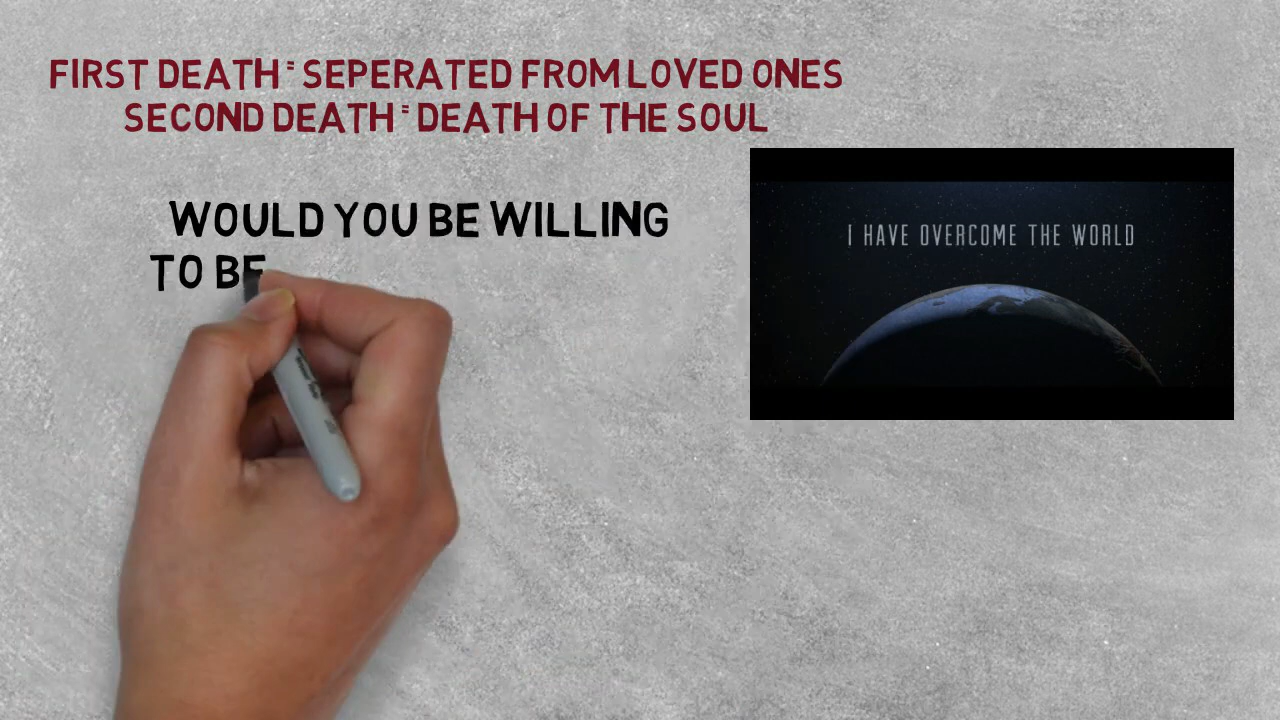 FIRST DEATH = SEPERATED FROM LOVED ONES
SECOND DEATH = DEATH OF THE SOUL
WOULD YOU BE WILLING
TO BE
I HAVE OVERCOME THE WORLD